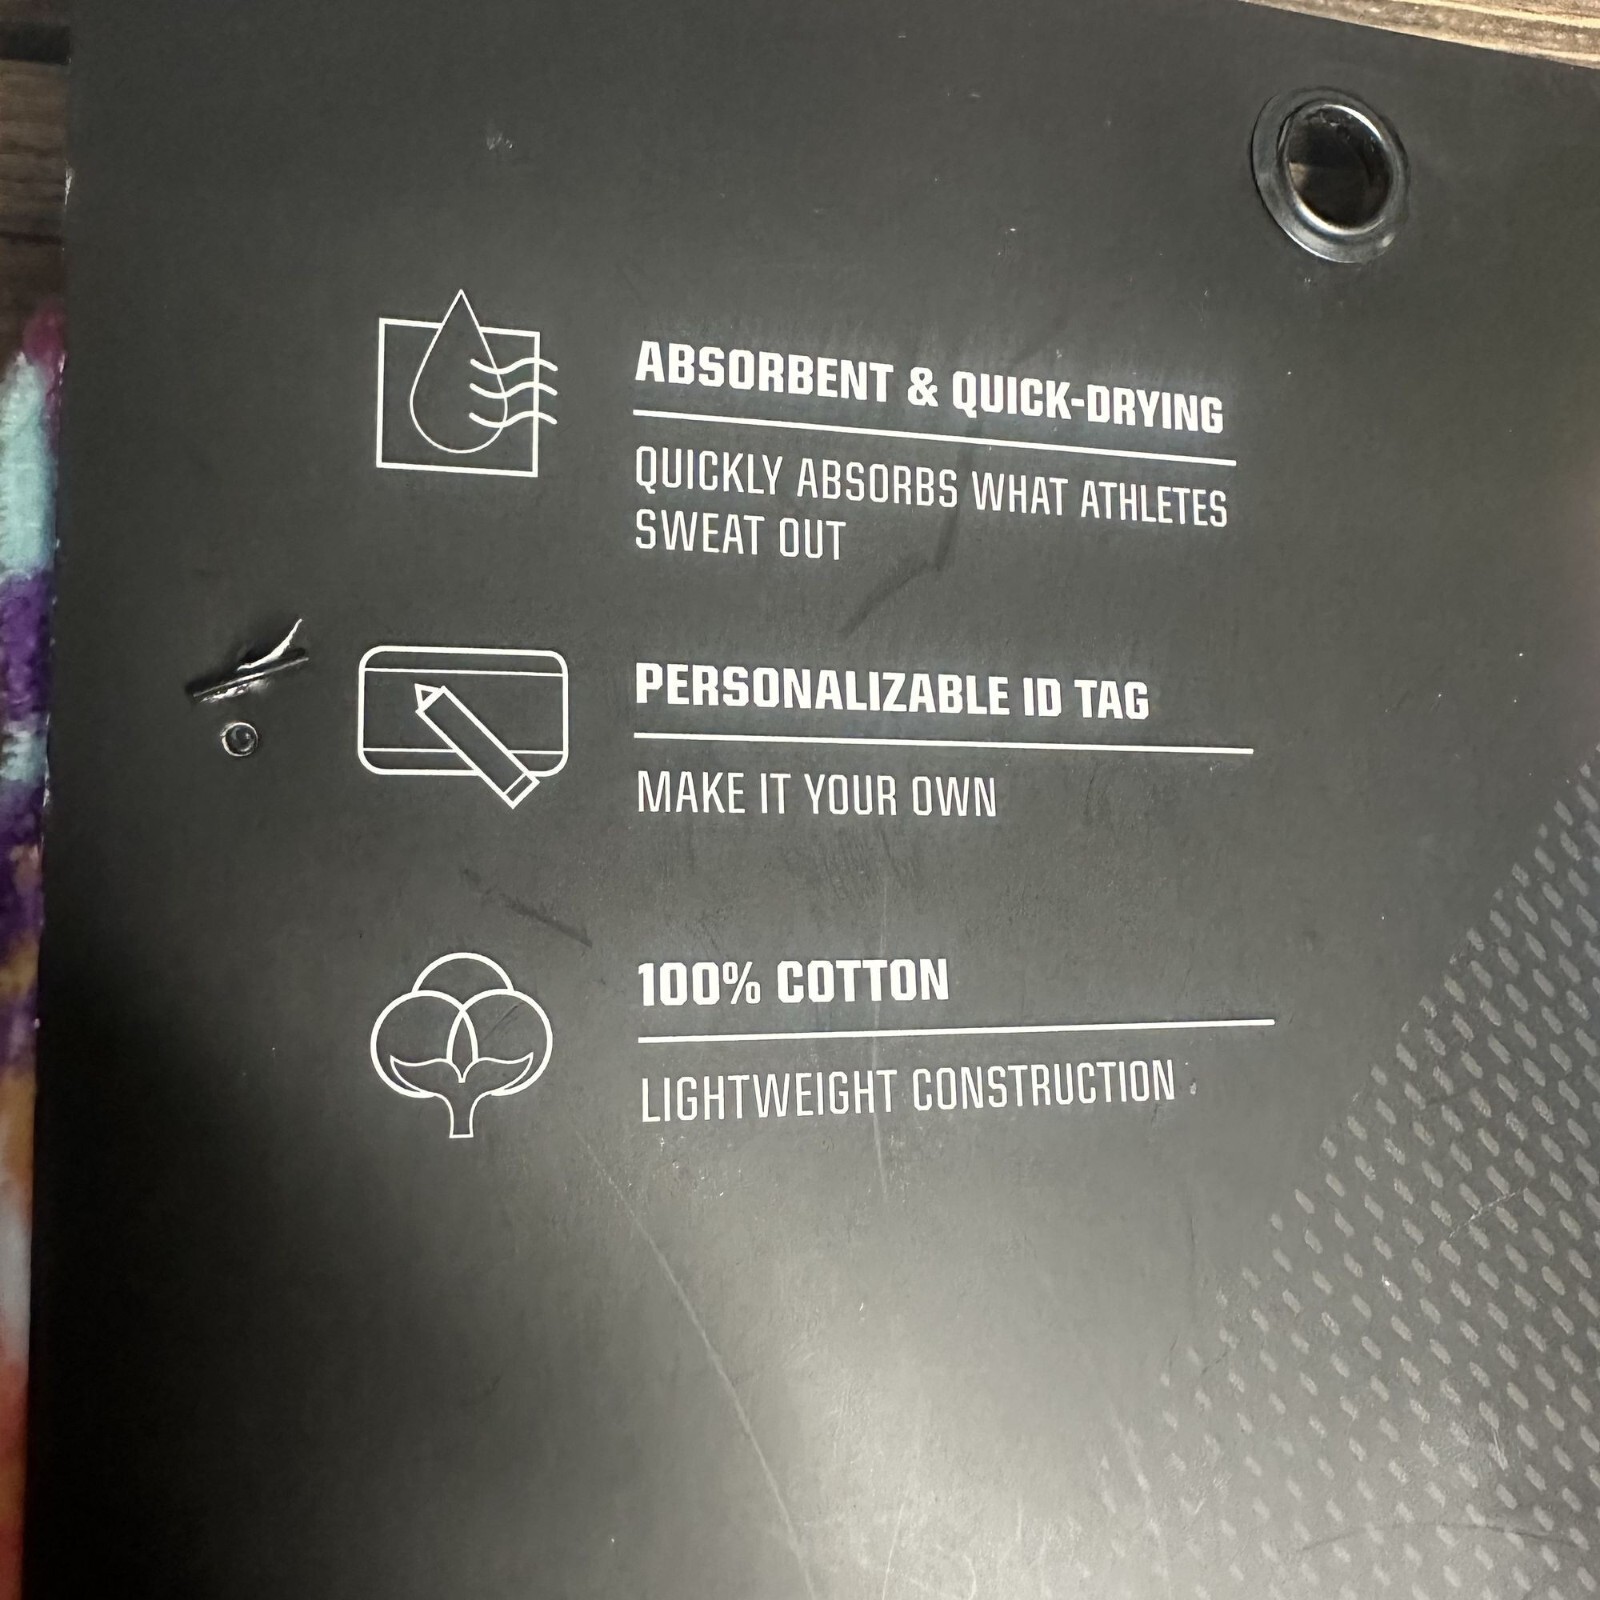 ABSORBENT & QUICK-DRYING
QUICKLY ABSORBS WHAT ATHLETES
SWEAT OUT
PERSONALIZABLE ID TAG
MAKE IT YOUR OWN
100% COTTON
LIGHTWEIGHT CONSTRUCTION